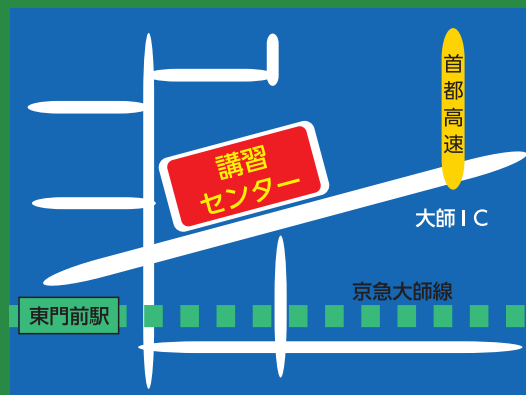 首都高速
講習
センター
大師IC
京急大師線
東門前駅